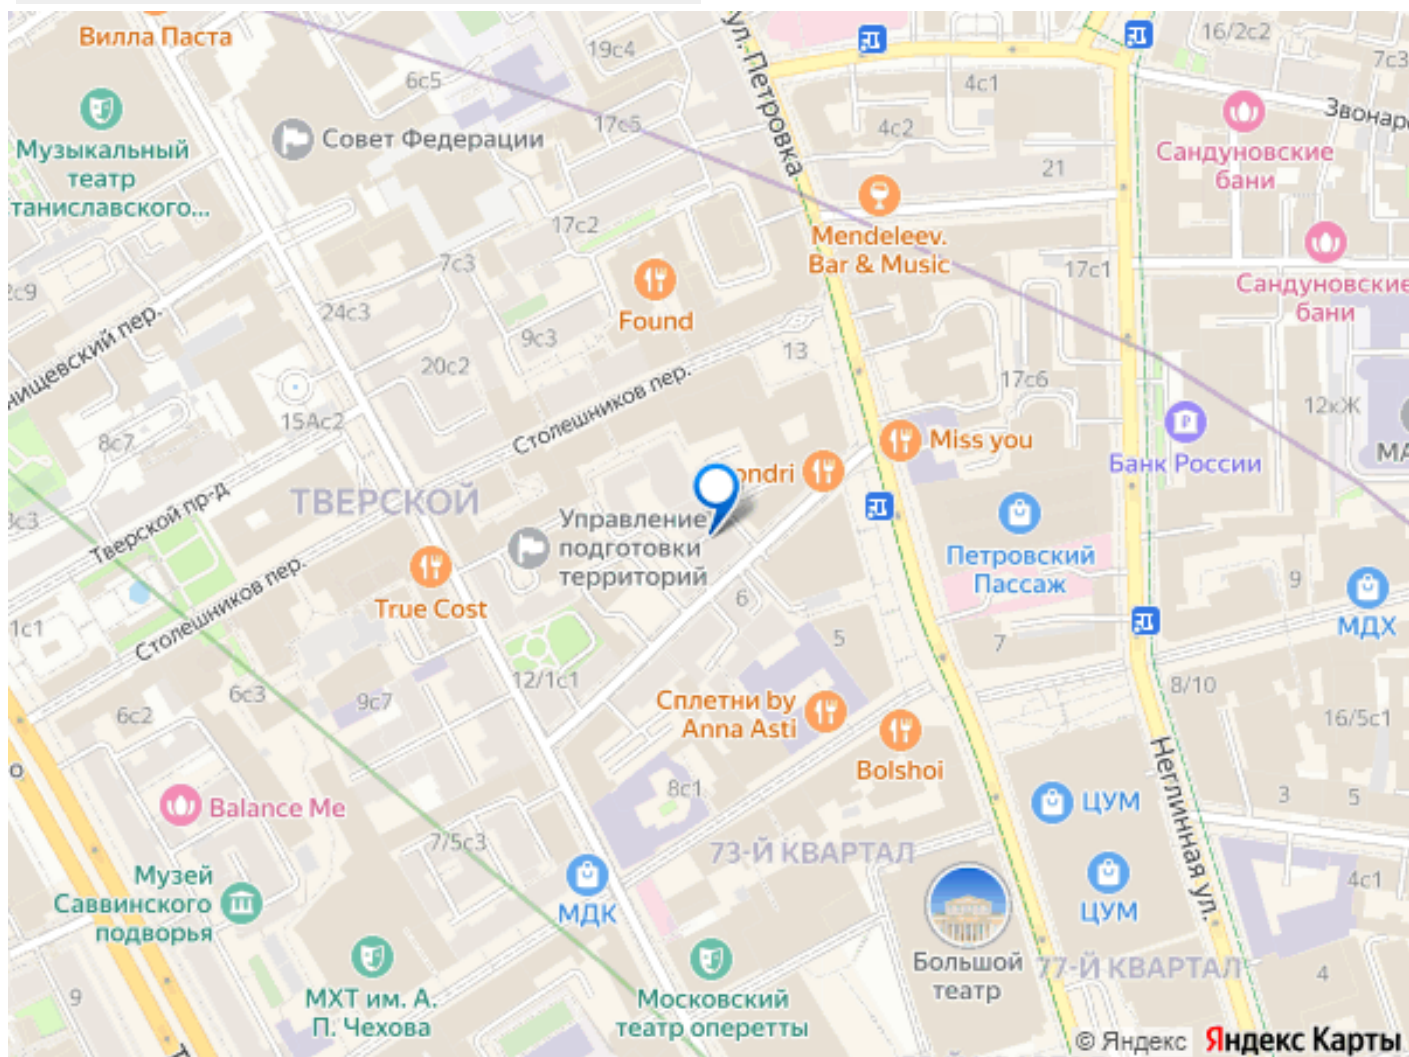 Вилла Паста
19с4
ул. Петровка
16/2с2
7с3
6с5
4с1
Музыкальный
театр
таниславского...
Совет Федерации
17с5
4с2
Звонарс
Сандуновские
бани
21
17с2
Mendeleev.
Bar & Music
7с3
17с1
Сандуновские
бани
2с9
24с3
Found
9с3
13
нищевский пер.
20с2
Столешников пер.
17с6
12кЖ
15Ас2
8с7
Miss you
Банк России
МА
ondri
ТВЕРСКОЙ
Тверской пр-д
3с3
Управление
подготовки
территорий
Петровский
Пассаж
9
True Cost
Столешников пер.
6
5
7
МДХ
1с1
12/1с1
6с3
9с7
6с2
8/10
16/5с1
Сплетни by
Anna Asti
Bolshoi
о
Неглинная ул.
Balance Me
8с1
ЦУМ
3
5
7/5с3
73-Й КВАРТАЛ
Музей
Саввинского
подворья
МДК
ЦУМ
4с1
Большой
театр
77-Й КВАРТАЛ
4
9
МХТ им. А.
П. Чехова
Московский
театр оперетты
Т
© Яндекс
Яндекс Карты